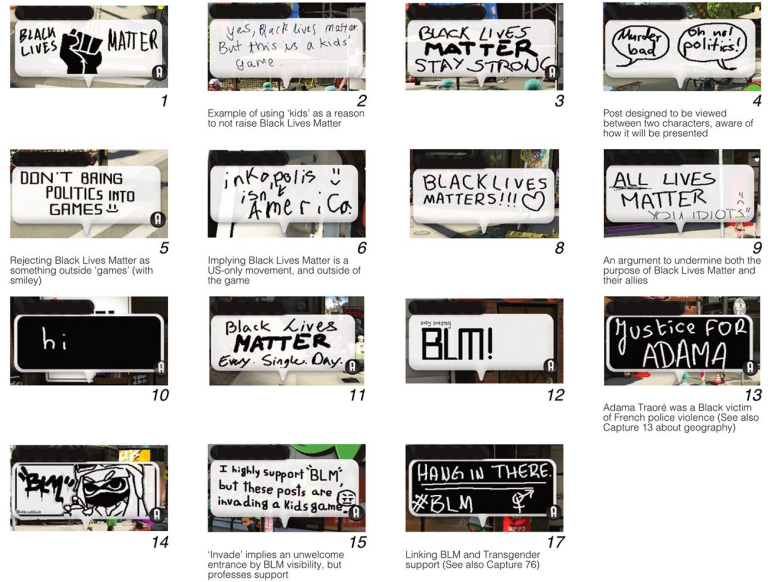 BLACK
LIVES
MATTER
1
yes, Black lives matter.
But this is a kids'
game.
2
Example of using 'kids' as a reason
to not raise Black Lives Matter
BLACK LIVES
MATTER
STAY STRONG
3
Murder
bad
oh no!
politics!
4
Post designed to be viewed
between two characters, aware of
how it will be presented
DON'T BRING
POLITICS INTO
GAMES
5
Rejecting Black Lives Matter as
something outside 'games' (with
smiley)
inkopolis
isn't
AmeriCa
6
Implying Black Lives Matter is a
US-only movement, and outside of
the game
BLACK LIVES
MATTERS!!!
8
ALL LIVES
MATTER
YOU IDIOTS"
9
An argument to undermine both the
purpose of Black Lives Matter and
their allies
hi
10
Black Lives
MATTER
Every. Single. Day.
11
STAY STRONG
BLM!
12
Justice FOR
ADAMA
13
Adama Traoré was a Black victim
of French police violence (See also
Capture 13 about geography)
"BLM"
14
I highly support "BLM",
but these posts are
invading a kids game
15
'Invade' implies an unwelcome
entrance by BLM visibility, but
professes support
HANG IN THERE.
#BLM
17
Linking BLM and Transgender
support (See also Capture 76)